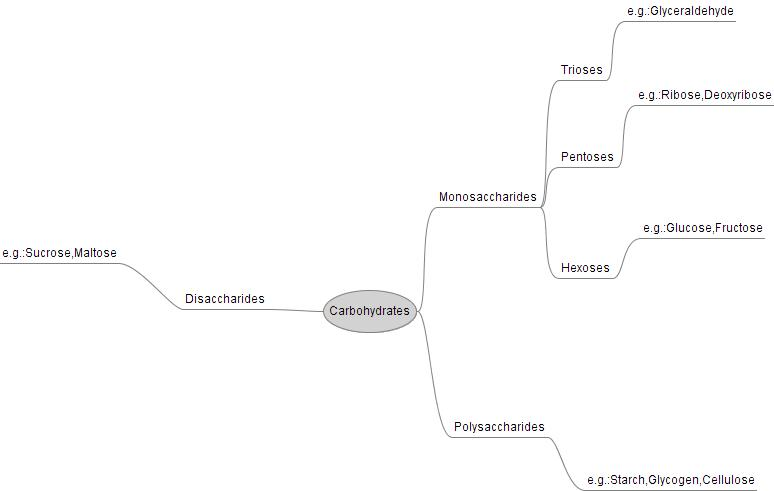 e.g.:Glyceraldehyde
Trioses
e.g.:Ribose,Deoxyribose
Pentoses
Monosaccharides
e.g.:Glucose,Fructose
e.g.:Sucrose,Maltose
Hexoses
Disaccharides
Carbohydrates
Polysaccharides
e.g.:Starch,Glycogen,Cellulose